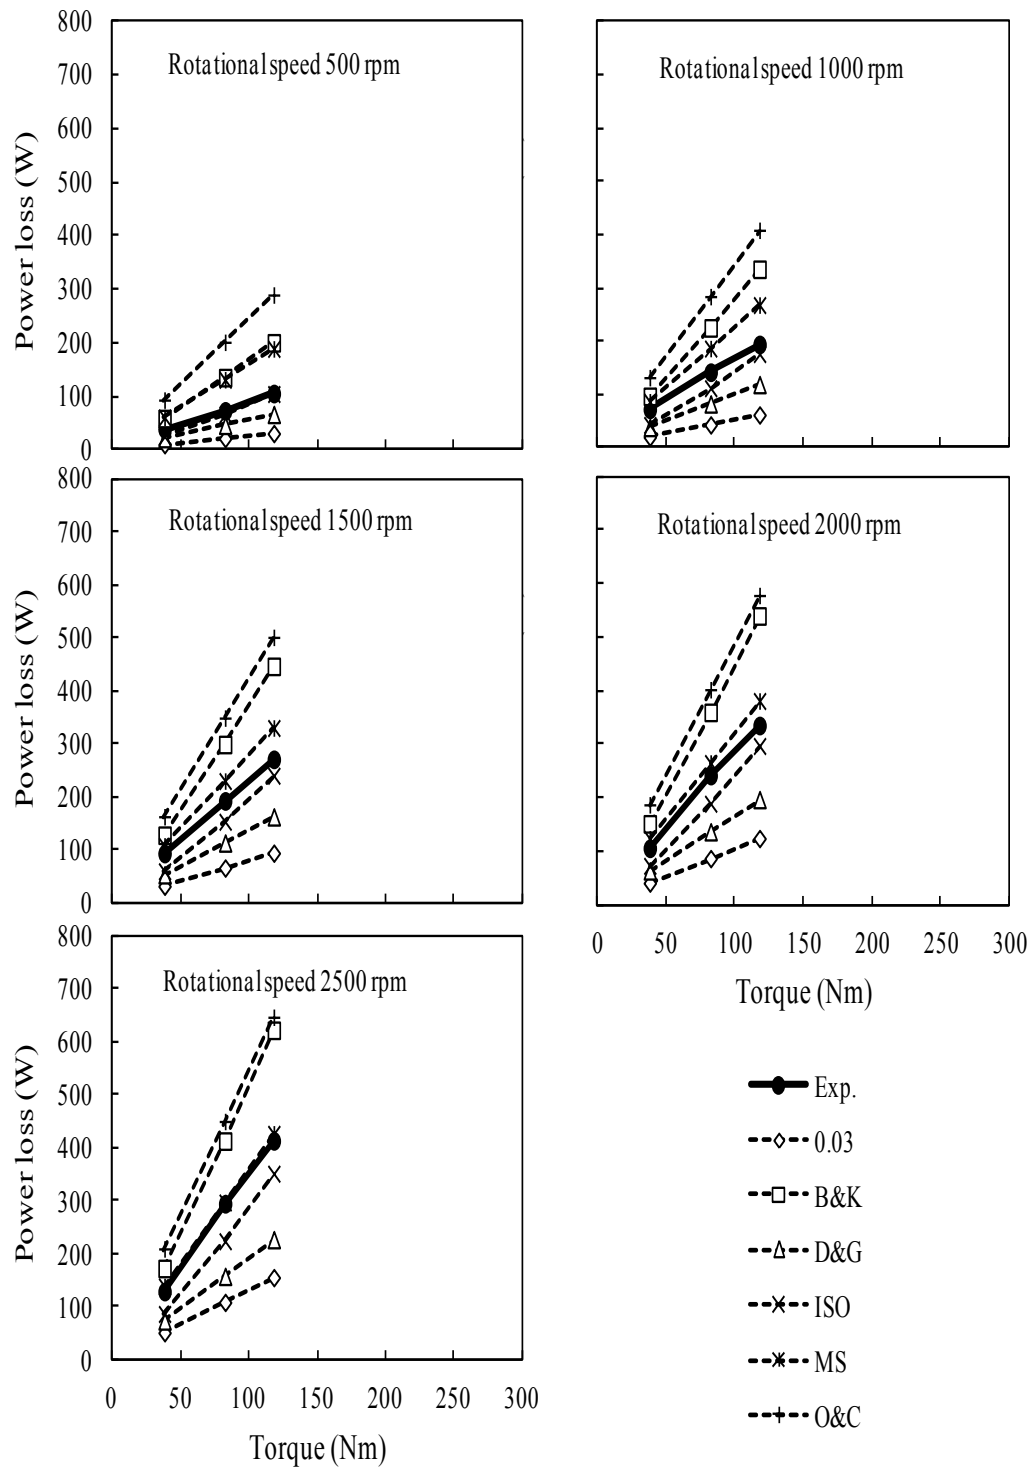 800
700
600
500
400
300
200
100
0
Power loss (W)
Rotational speed 500 rpm
Rotational speed 1000 rpm
800
700
600
500
400
300
200
100
0
Power loss (W)
Rotational speed 1500 rpm
Rotational speed 2000 rpm
0 50 100 150 200 250 300
Torque (Nm)
800
700
600
500
400
300
200
100
0
Power loss (W)
Rotational speed 2500 rpm
0 50 100 150 200 250 300
Torque (Nm)
Exp.
0.03
B&K
D&G
ISO
MS
O&C